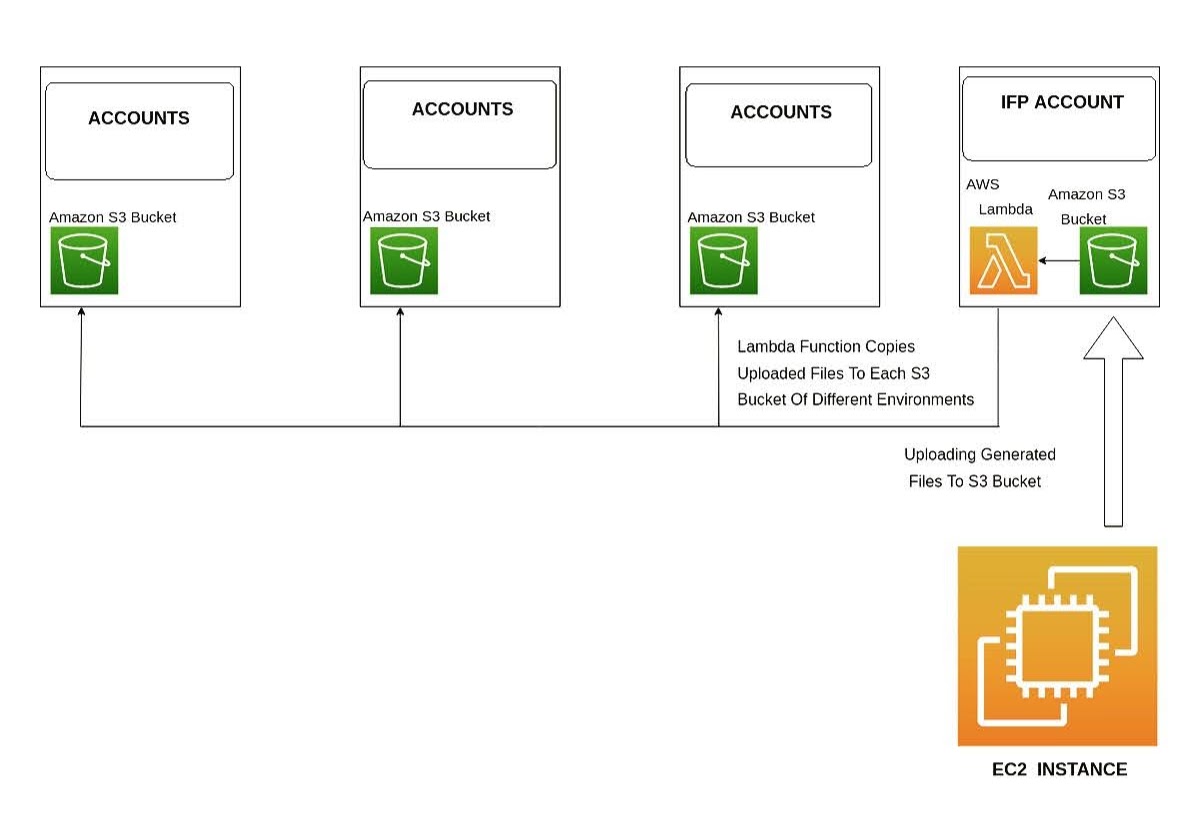 ACCOUNTS
Amazon S3 Bucket
ACCOUNTS
Amazon S3 Bucket
ACCOUNTS
Amazon S3 Bucket
IFP ACCOUNT
AWS
Lambda
Amazon S3
Bucket
Lambda Function Copies
Uploaded Files To Each S3
Bucket Of Different Environments
Uploading Generated
Files To S3 Bucket
EC2 INSTANCE